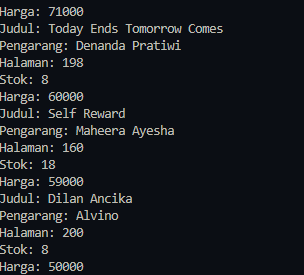 Harga: 71000
Judul: Today Ends Tomorrow Comes
Pengarang: Denanda Pratiwi
Halaman: 198
Stok: 8
Harga: 60000
Judul: Self Reward
Pengarang: Maheera Ayesha
Halaman: 160
Stok: 18
Harga: 59000
Judul: Dilan Ancika
Pengarang: Alvino
Halaman: 200
Stok: 8
Harga: 50000